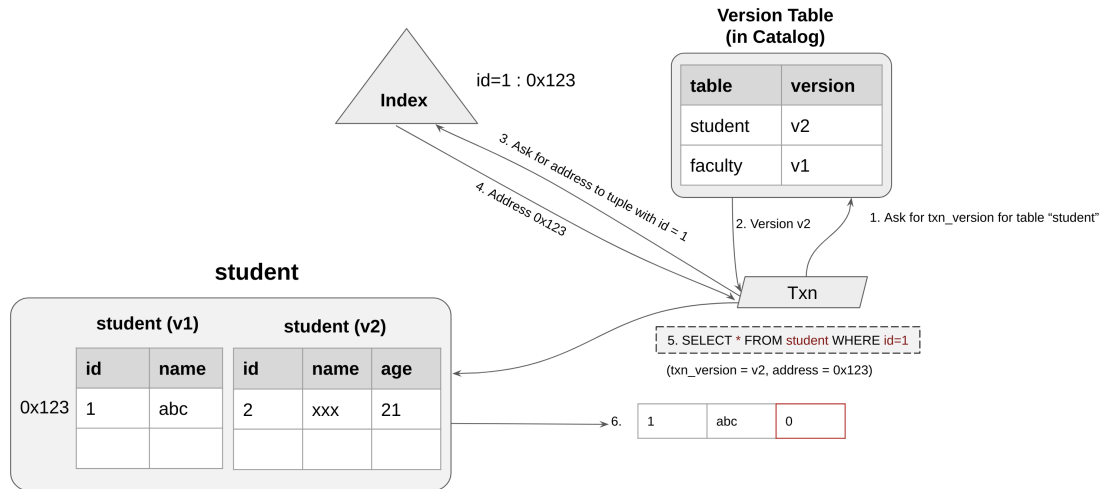 Version Table
(in Catalog)
table version
student v2
faculty v1
Index
id=1 : 0x123
3. Ask for address to tuple with id = 1
4. Address 0x123
2. Version v2
1. Ask for txn_version for table “student”
Txn
student
student (v1)
student (v2)
id name
id name age
0x123
1 abc
2 xxx 21
5. SELECT * FROM student WHERE id=1
(txn_version = v2, address = 0x123)
6.
1 abc 0